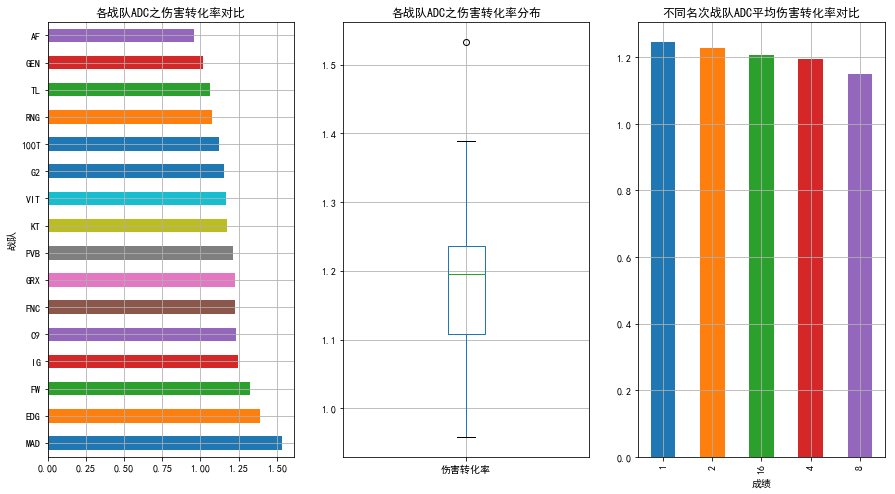 各战队ADC之伤害转化率对比
战队
AF
GEN
TL
RNG
100T
G2
VIT
KT
PVB
GRX
FNC
C9
IG
FW
EDG
MAD
0.00 0.25 0.50 0.75 1.00 1.25 1.50
各战队ADC之伤害转化率分布
1.5
1.4
1.3
1.2
1.1
1.0
伤害转化率
不同名次战队ADC平均伤害转化率对比
1.2
1.0
0.8
0.6
0.4
0.2
0.0
1 2 16 4 8
成绩